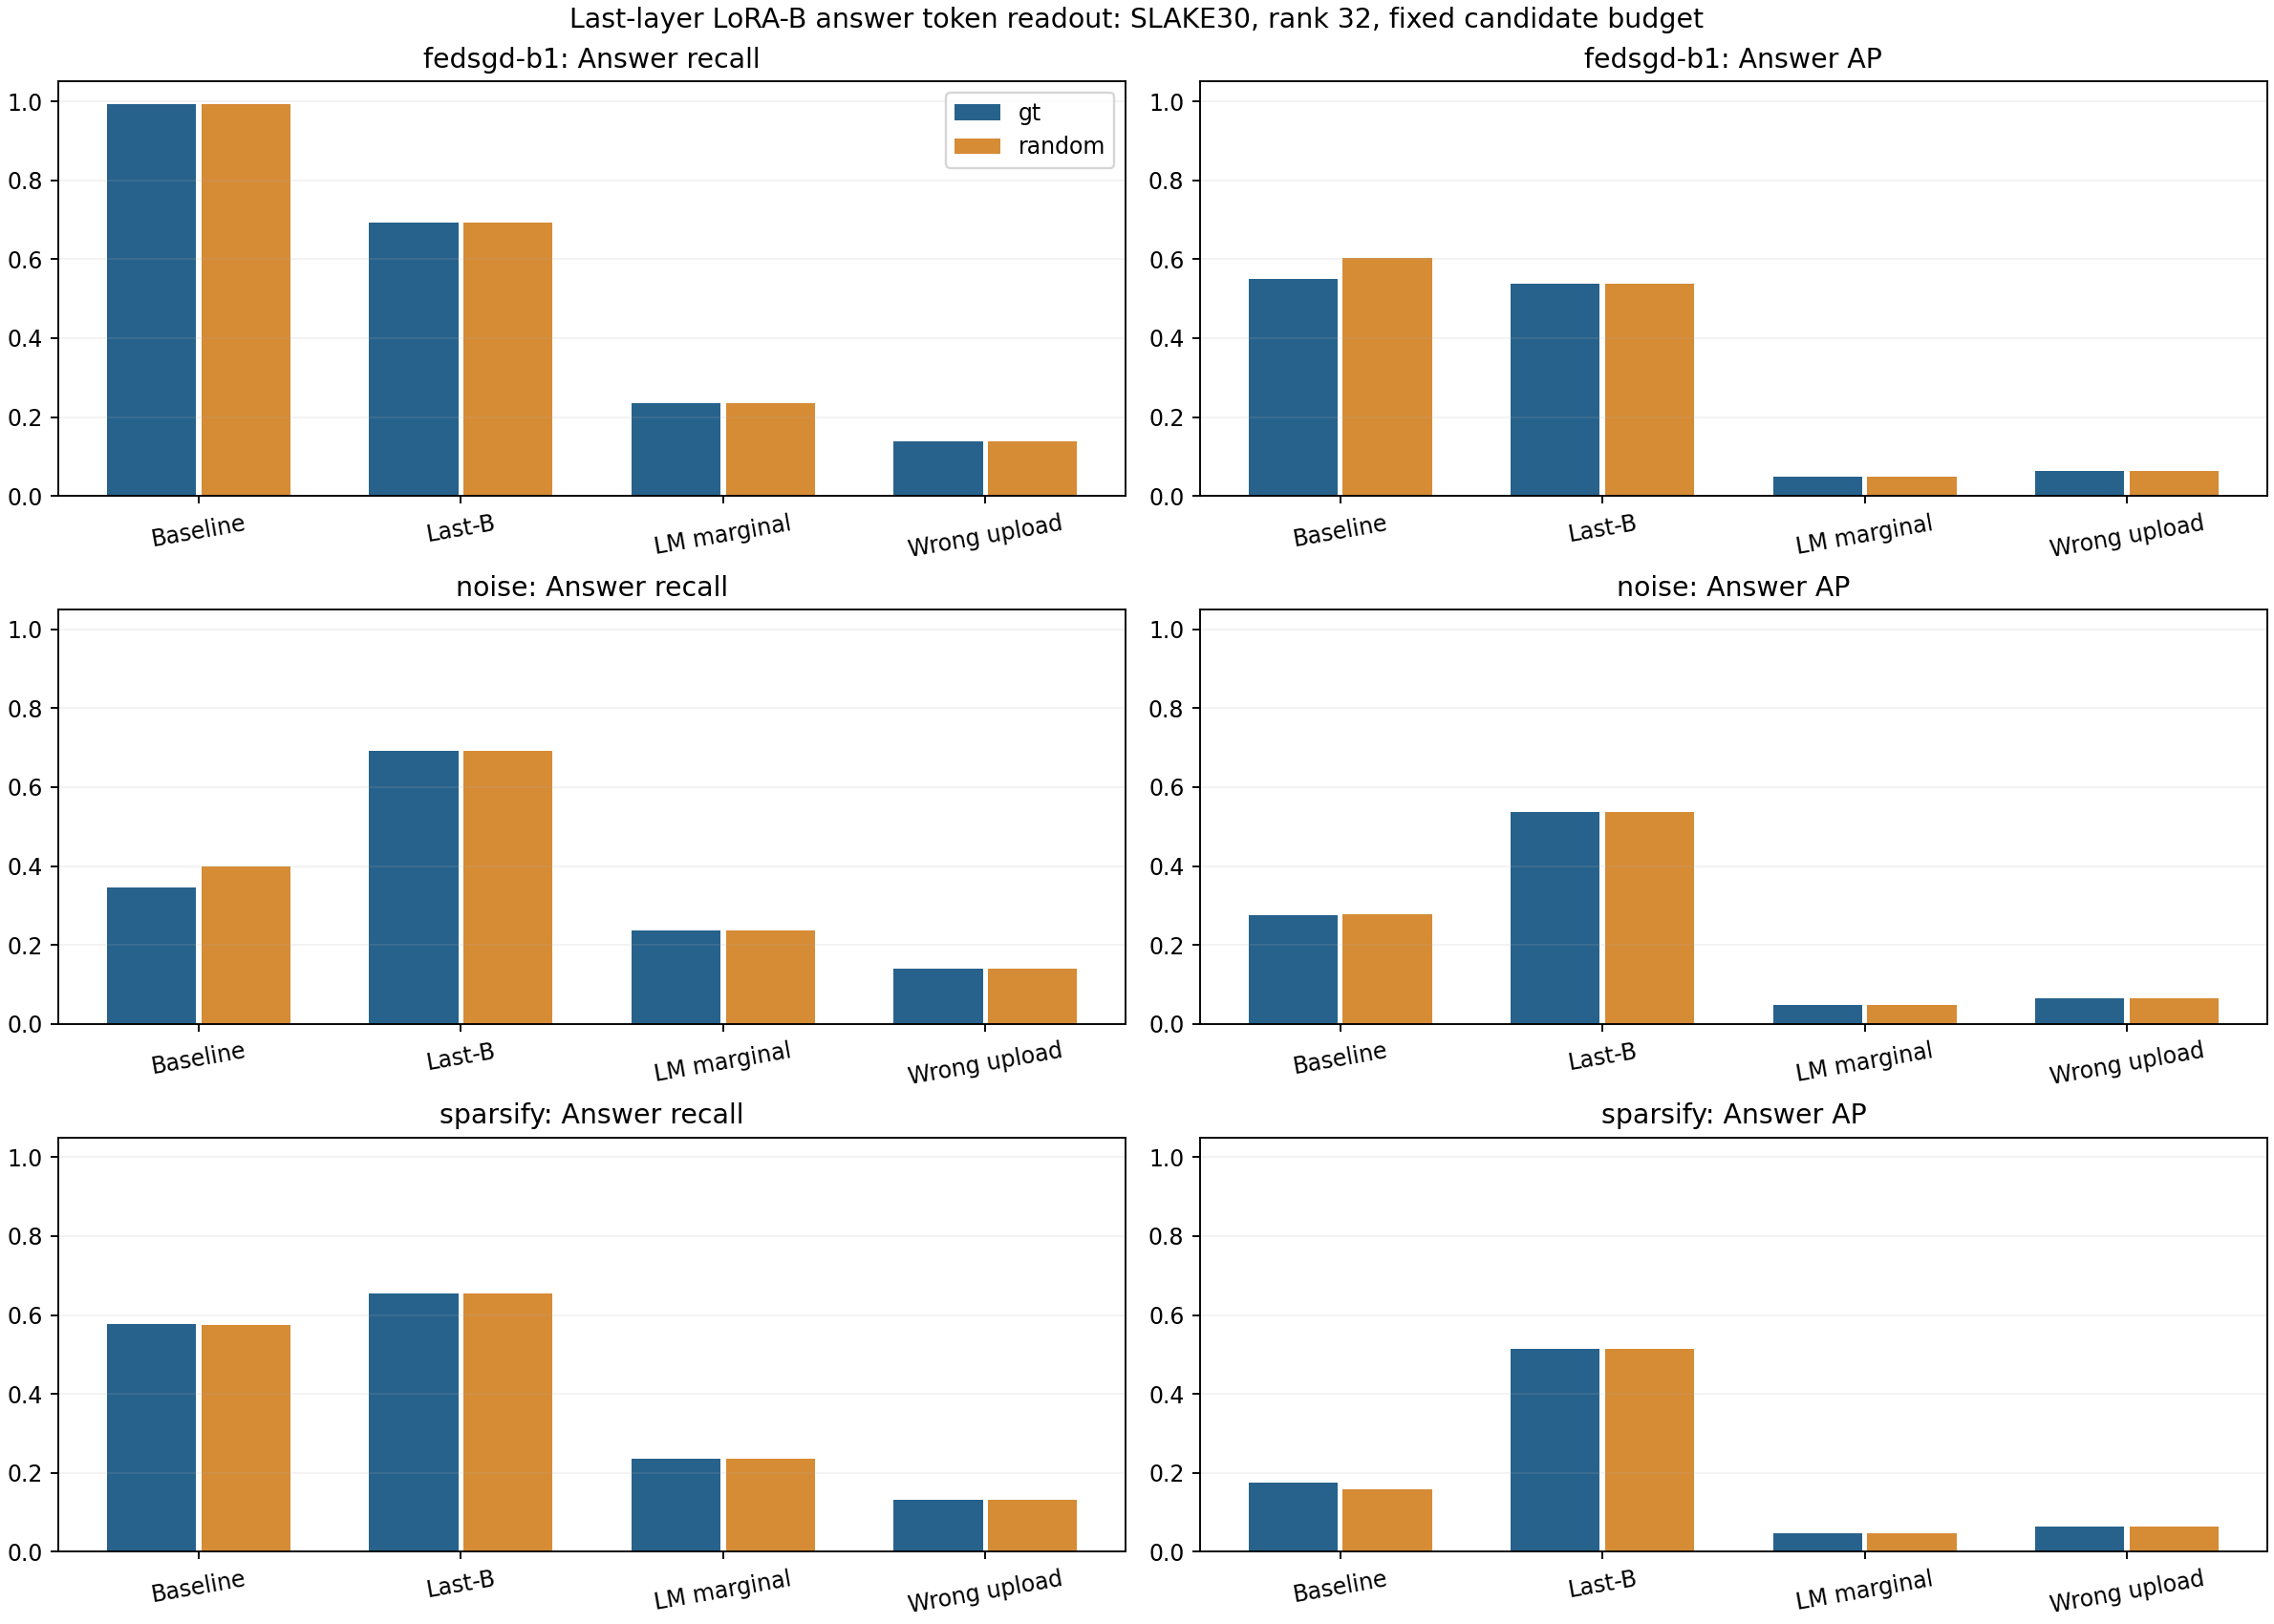 Last-layer LoRA-B answer token readout: SLAKE30, rank 32, fixed candidate budget
fedsgd-b1: Answer recall
1.0
0.8
0.6
0.4
0.2
0.0
gt
random
Baseline
Last-B
LM marginal
Wrong upload
fedsgd-b1: Answer AP
1.0
0.8
0.6
0.4
0.2
0.0
Baseline
Last-B
LM marginal
Wrong upload
noise: Answer recall
1.0
0.8
0.6
0.4
0.2
0.0
Baseline
Last-B
LM marginal
Wrong upload
noise: Answer AP
1.0
0.8
0.6
0.4
0.2
0.0
Baseline
Last-B
LM marginal
Wrong upload
sparsify: Answer recall
1.0
0.8
0.6
0.4
0.2
0.0
Baseline
Last-B
LM marginal
Wrong upload
sparsify: Answer AP
1.0
0.8
0.6
0.4
0.2
0.0
Baseline
Last-B
LM marginal
Wrong upload